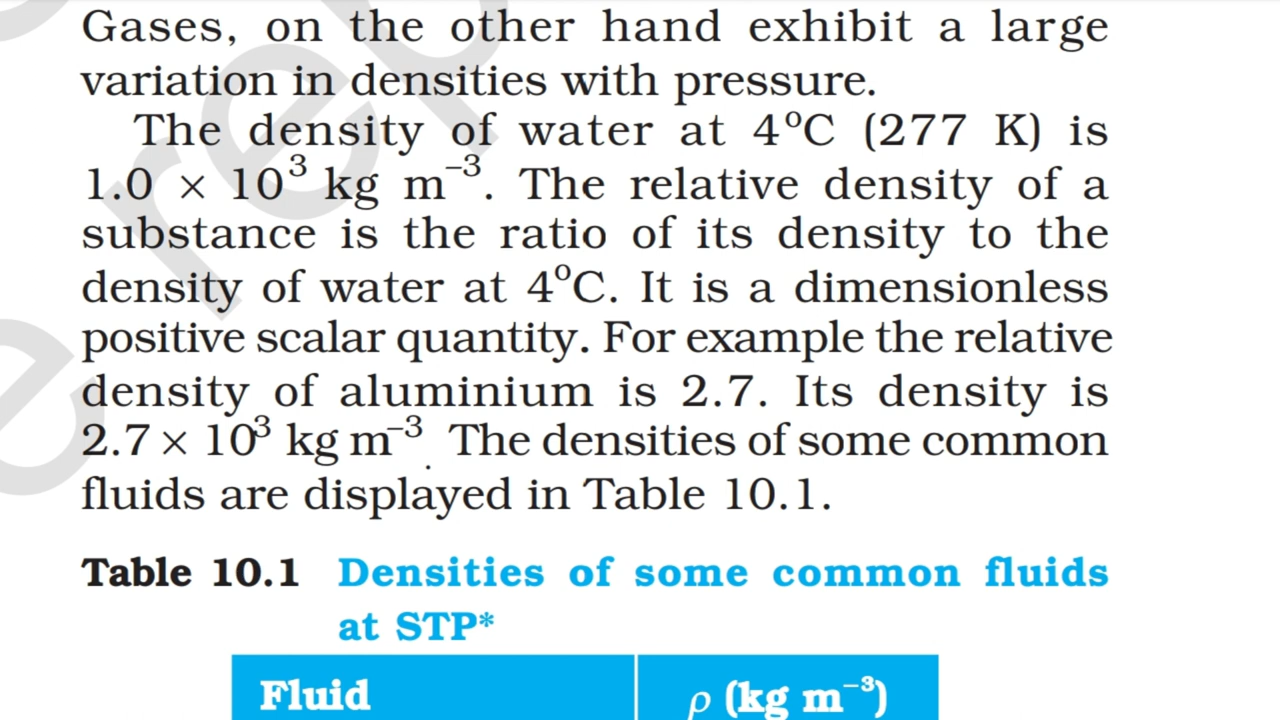 Gases, on the other hand exhibit a large
variation in densities with pressure.
The density of water at 4°C (277 K) is
1.0 × 10³ kg m⁻³. The relative density of a
substance is the ratio of its density to the
density of water at 4°C. It is a dimensionless
positive scalar quantity. For example the relative
density of aluminium is 2.7. Its density is
2.7 × 10³ kg m⁻³. The densities of some common
fluids are displayed in Table 10.1.
Table 10.1 Densities of some common fluids
at STP*
Fluid ρ (kg m⁻³)